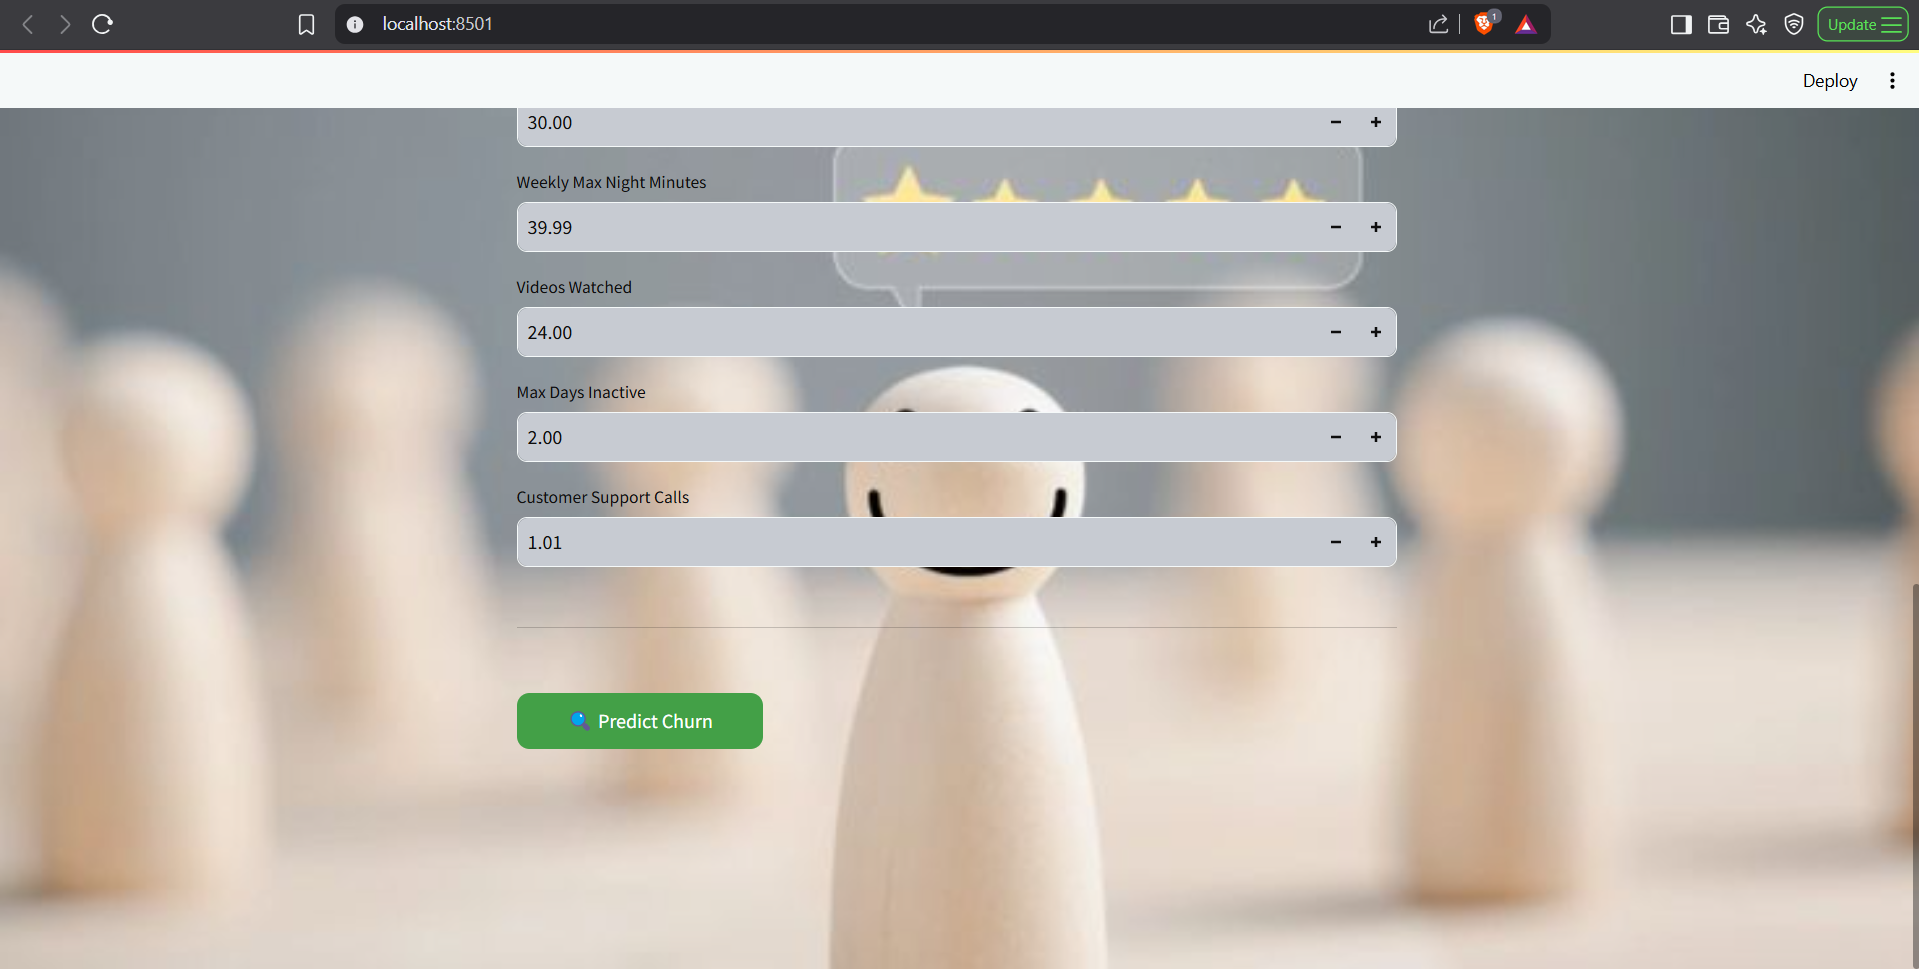 localhost:8501
1
Update
Deploy
30.00
Weekly Max Night Minutes
39.99
Videos Watched
24.00
Max Days Inactive
2.00
Customer Support Calls
1.01
Predict Churn